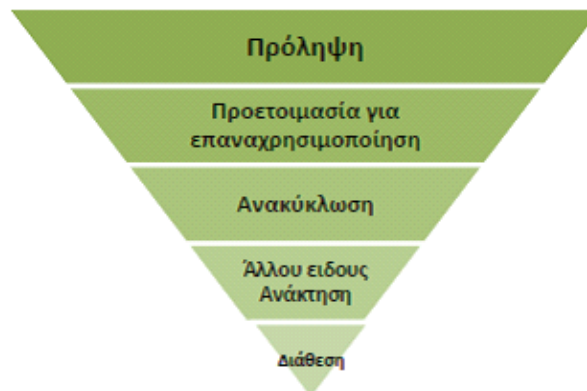 Πρόληψη
Προετοιμασία για
επαναχρησιμοποίηση
Ανακύκλωση
Άλλου ειδους
Ανάκτηση
Διάθεση